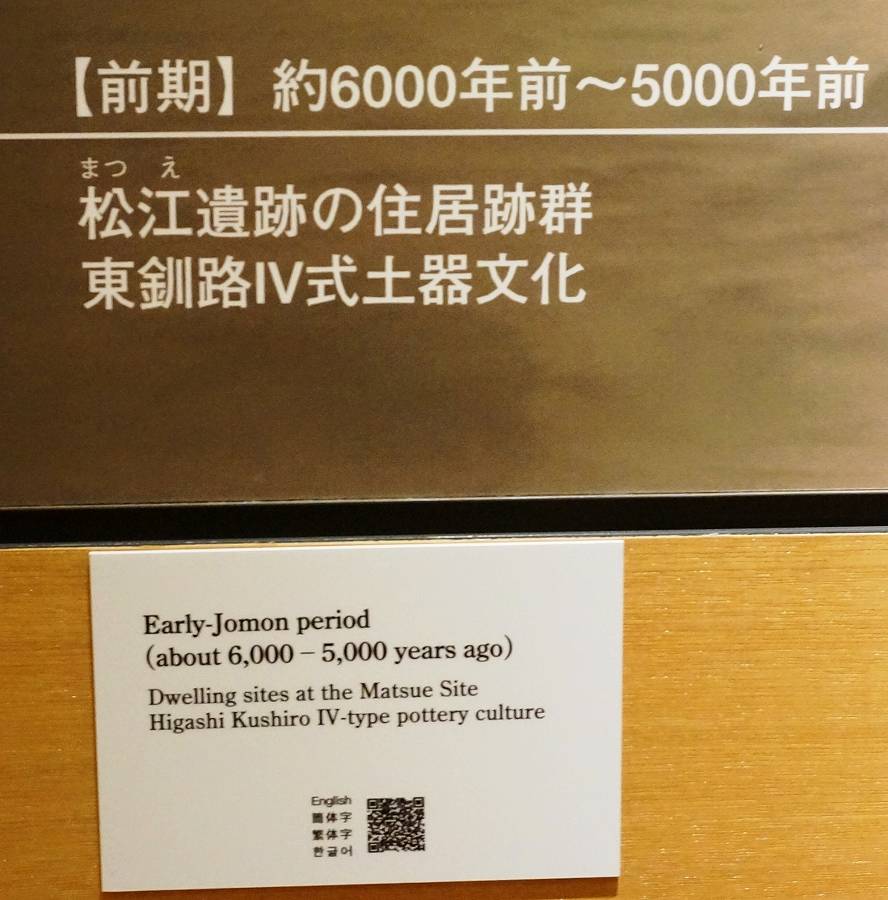 【前期】約6000年前～5000年前
まつ え
松江遺跡の住居跡群
東釧路Ⅳ式土器文化
Early-Jomon period
(about 6,000 – 5,000 years ago)
Dwelling sites at the Matsue Site
Higashi Kushiro IV-type pottery culture
English
简体字
繁体字
한글어